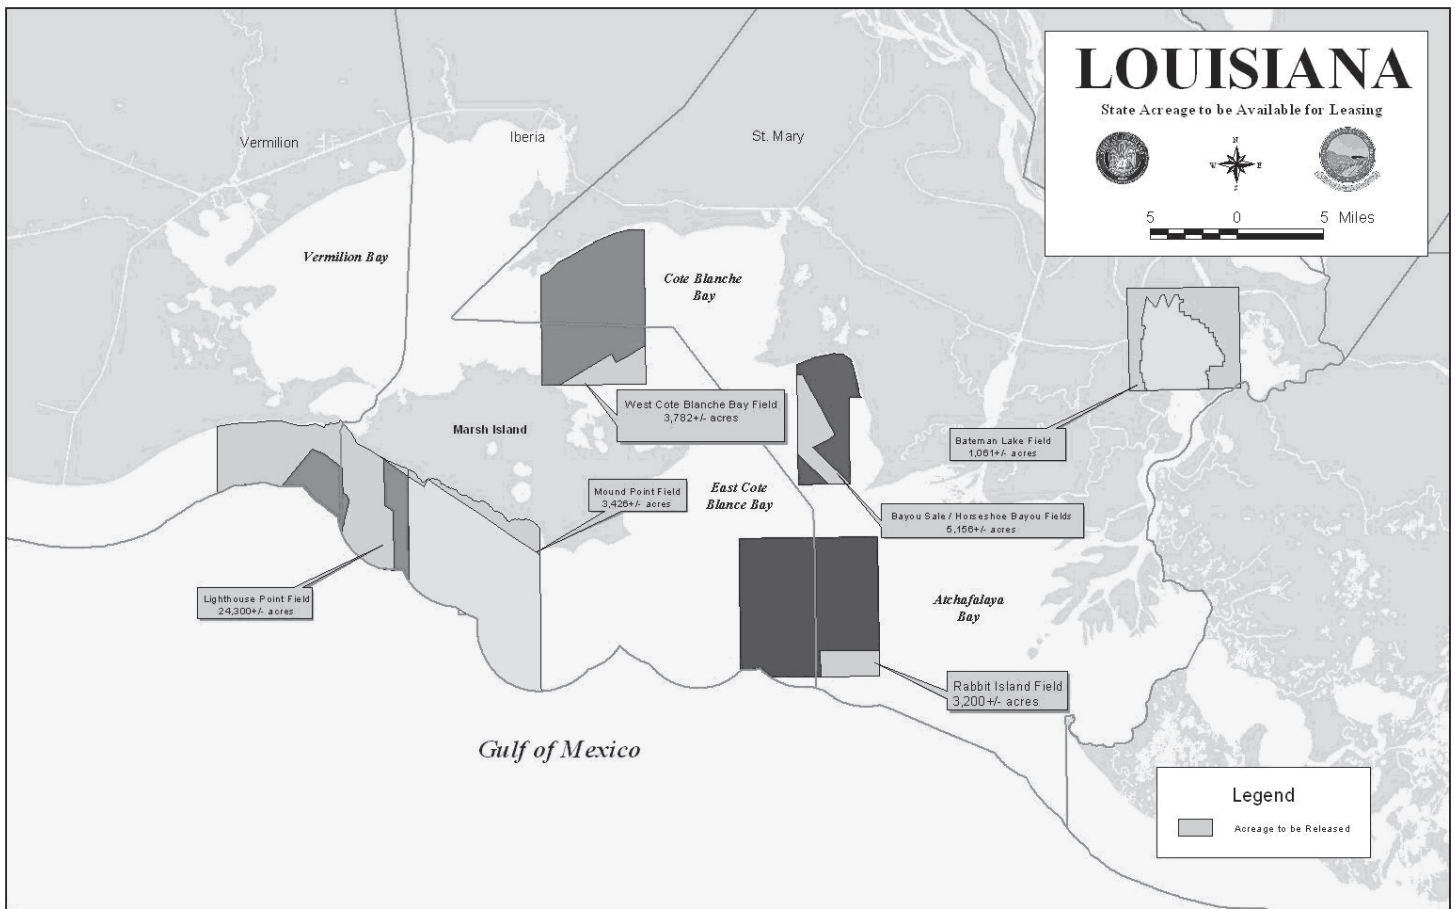 LOUISIANA
State Acreage to be Available for Leasing
N
W E
S
5 0 5 Miles
Vermilion
Iberia
St. Mary
Vermilion Bay
Cote Blanche
Bay
West Cote Blanche Bay Field
3,782+/- acres
Marsh Island
Bateman Lake Field
1,061+/- acres
Mound Point Field
3,426+/- acres
East Cote
Blance Bay
Bayou Sale / Horseshoe Bayou Fields
5,156+/- acres
Lighthouse Point Field
24,300+/- acres
Atchafalaya
Bay
Rabbit Island Field
3,200+/- acres
Gulf of Mexico
Legend
Acreage to be Released